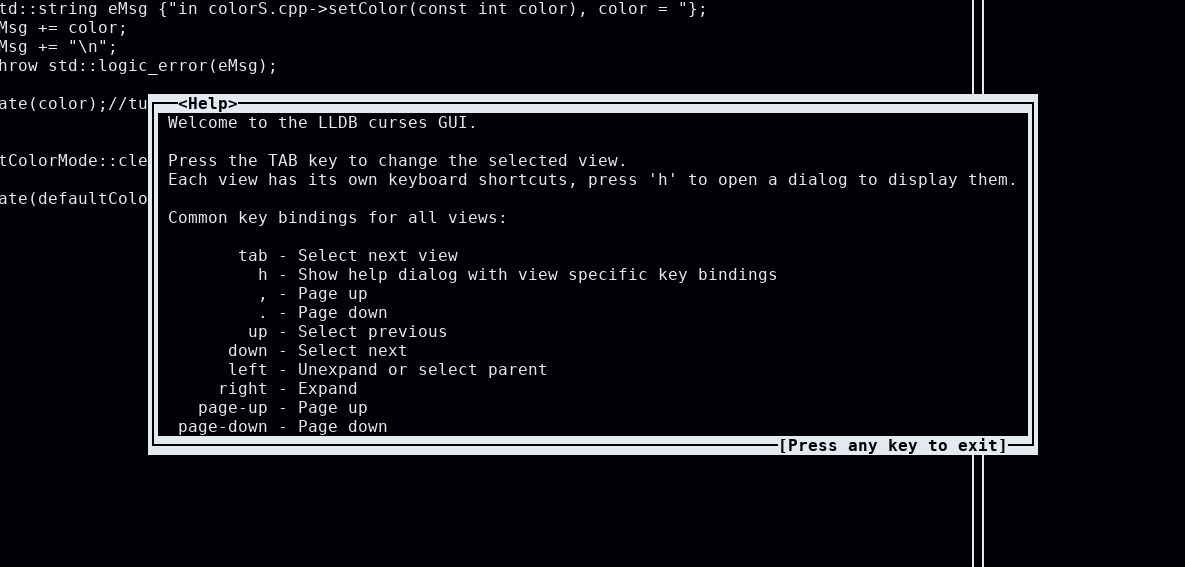 td::string eMsg {"in colorS.cpp->setColor(const int color), color = "};
Msg += color;
Msg += "\n";
hrow std::logic_error(eMsg);
ate(color);//tu
<Help>
Welcome to the LLDB curses GUI.
Press the TAB key to change the selected view.
Each view has its own keyboard shortcuts, press 'h' to open a dialog to display them.
Common key bindings for all views:
tab - Select next view
h - Show help dialog with view specific key bindings
, - Page up
. - Page down
up - Select previous
down - Select next
left - Unexpand or select parent
right - Expand
page-up - Page up
page-down - Page down
[Press any key to exit]
tColorMode::cle
ate(defaultColo